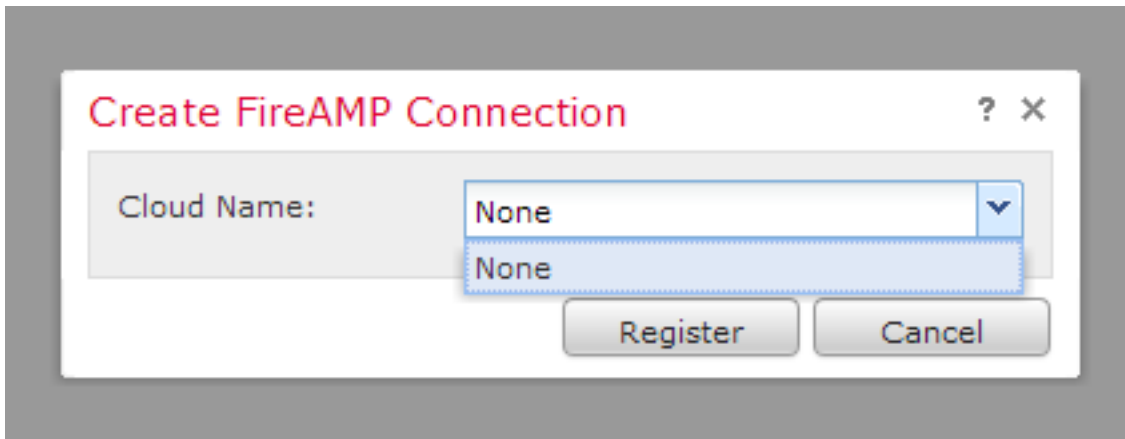 Create FireAMP Connection ? ×
Cloud Name: None
None
Register Cancel